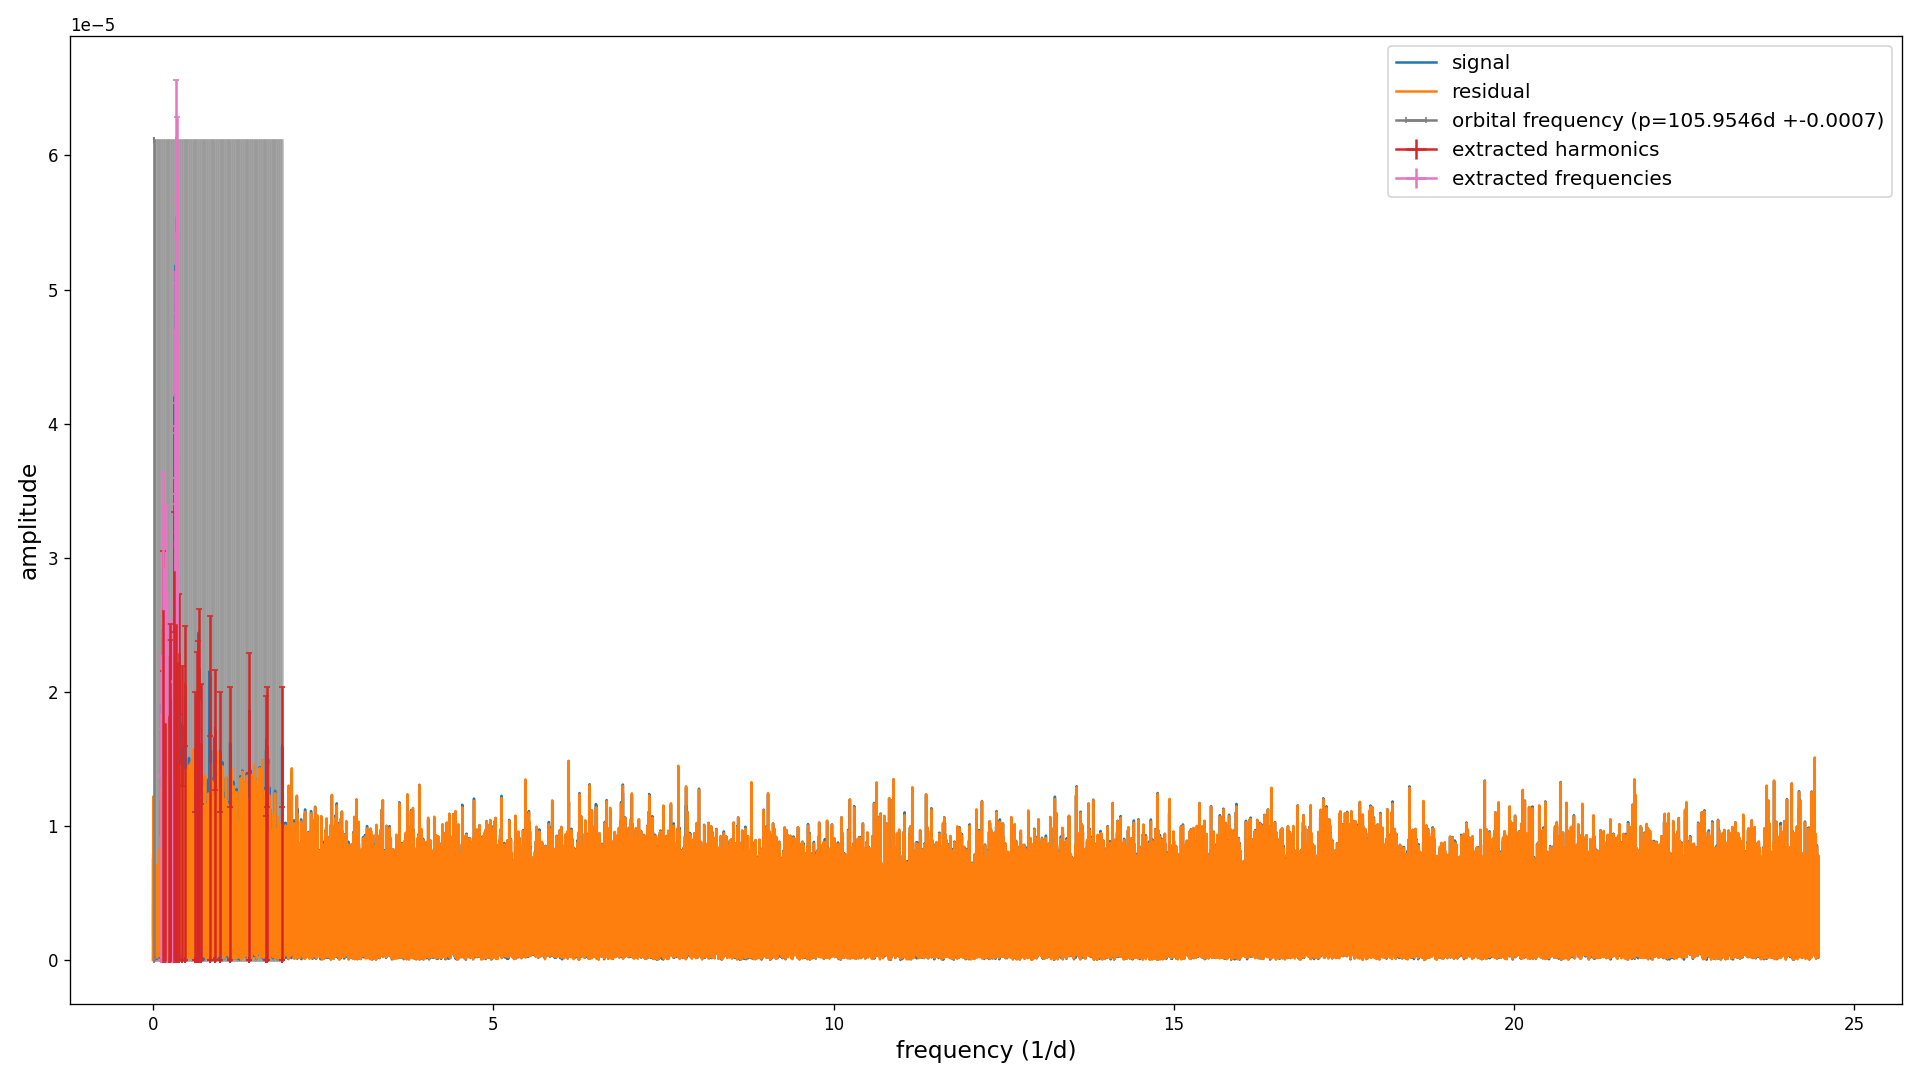 1e−5
signal
residual
orbital frequency (p=105.9546d +-0.0007)
extracted harmonics
extracted frequencies
6
5
4
3
2
1
0
amplitude
0 5 10 15 20 25
frequency (1/d)